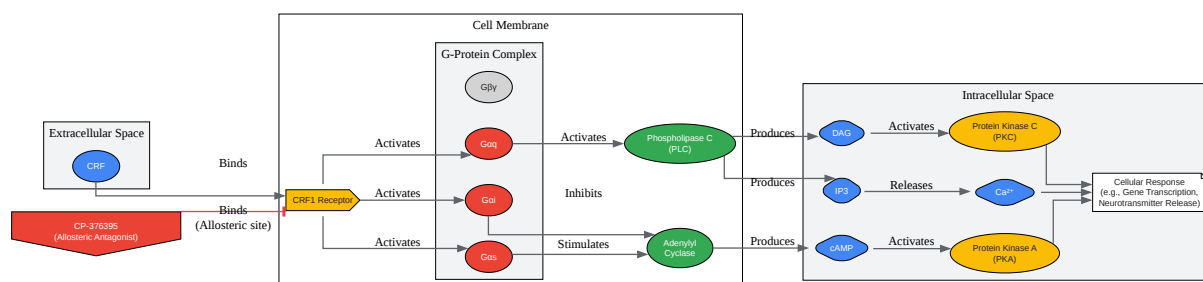 Cell Membrane
G-Protein Complex
Gβγ
Intracellular Space
Extracellular Space
CRF
Binds
Activates
Gαq
Activates
Phospholipase C
(PLC)
Produces
DAG
Activates
Protein Kinase C
(PKC)
CRF1 Receptor
Activates
Gαi
Inhibits
Produces
IP3
Releases
Ca²⁺
Cellular Response
(e.g., Gene Transcription,
Neurotransmitter Release)
Binds
(Allosteric site)
CP-376395
(Allosteric Antagonist)
Activates
Gαs
Stimulates
Adenylyl
Cyclase
Produces
cAMP
Activates
Protein Kinase A
(PKA)